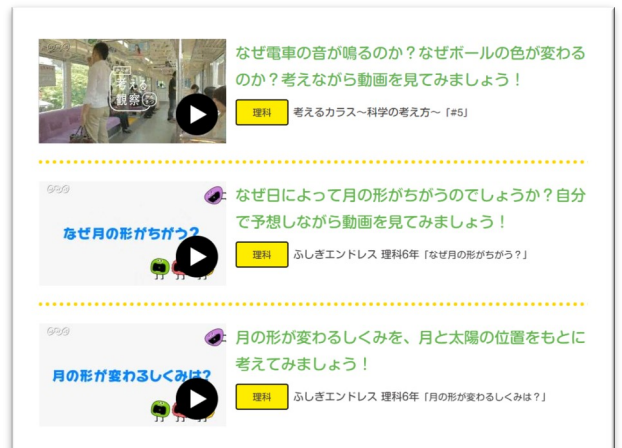 なぜ電車の音が鳴るのか？なぜボールの色が変わる
のか？考えながら動画を見てみましょう！
考える
観察
理科 考えるカラス〜科学の考え方〜「#5」
NHK
なぜ日によって月の形がちがうのでしょうか？自分
で予想しながら動画を見てみましょう！
なぜ月の形がちがう？
理科 ふしぎエンドレス 理科6年「なぜ月の形がちがう？」
NHK
月の形が変わるしくみを、月と太陽の位置をもとに
考えてみましょう！
月の形が変わるしくみは?
理科 ふしぎエンドレス 理科6年「月の形が変わるしくみは？」